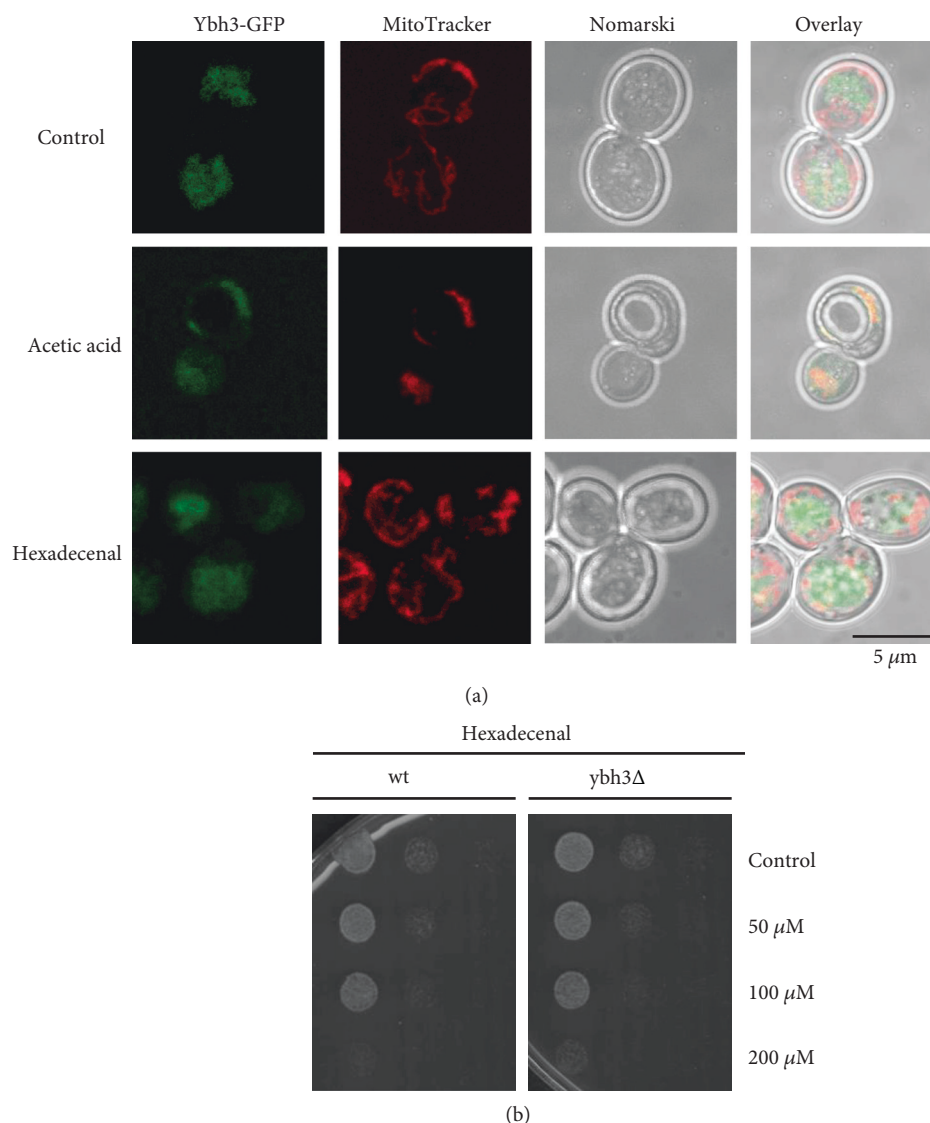 Ybh3-GFP MitoTracker Nomarski Overlay
Control
Acetic acid
Hexadecenal
5 μm
(a)
Hexadecenal
wt ybh3Δ
Control
50 μM
100 μM
200 μM
(b)